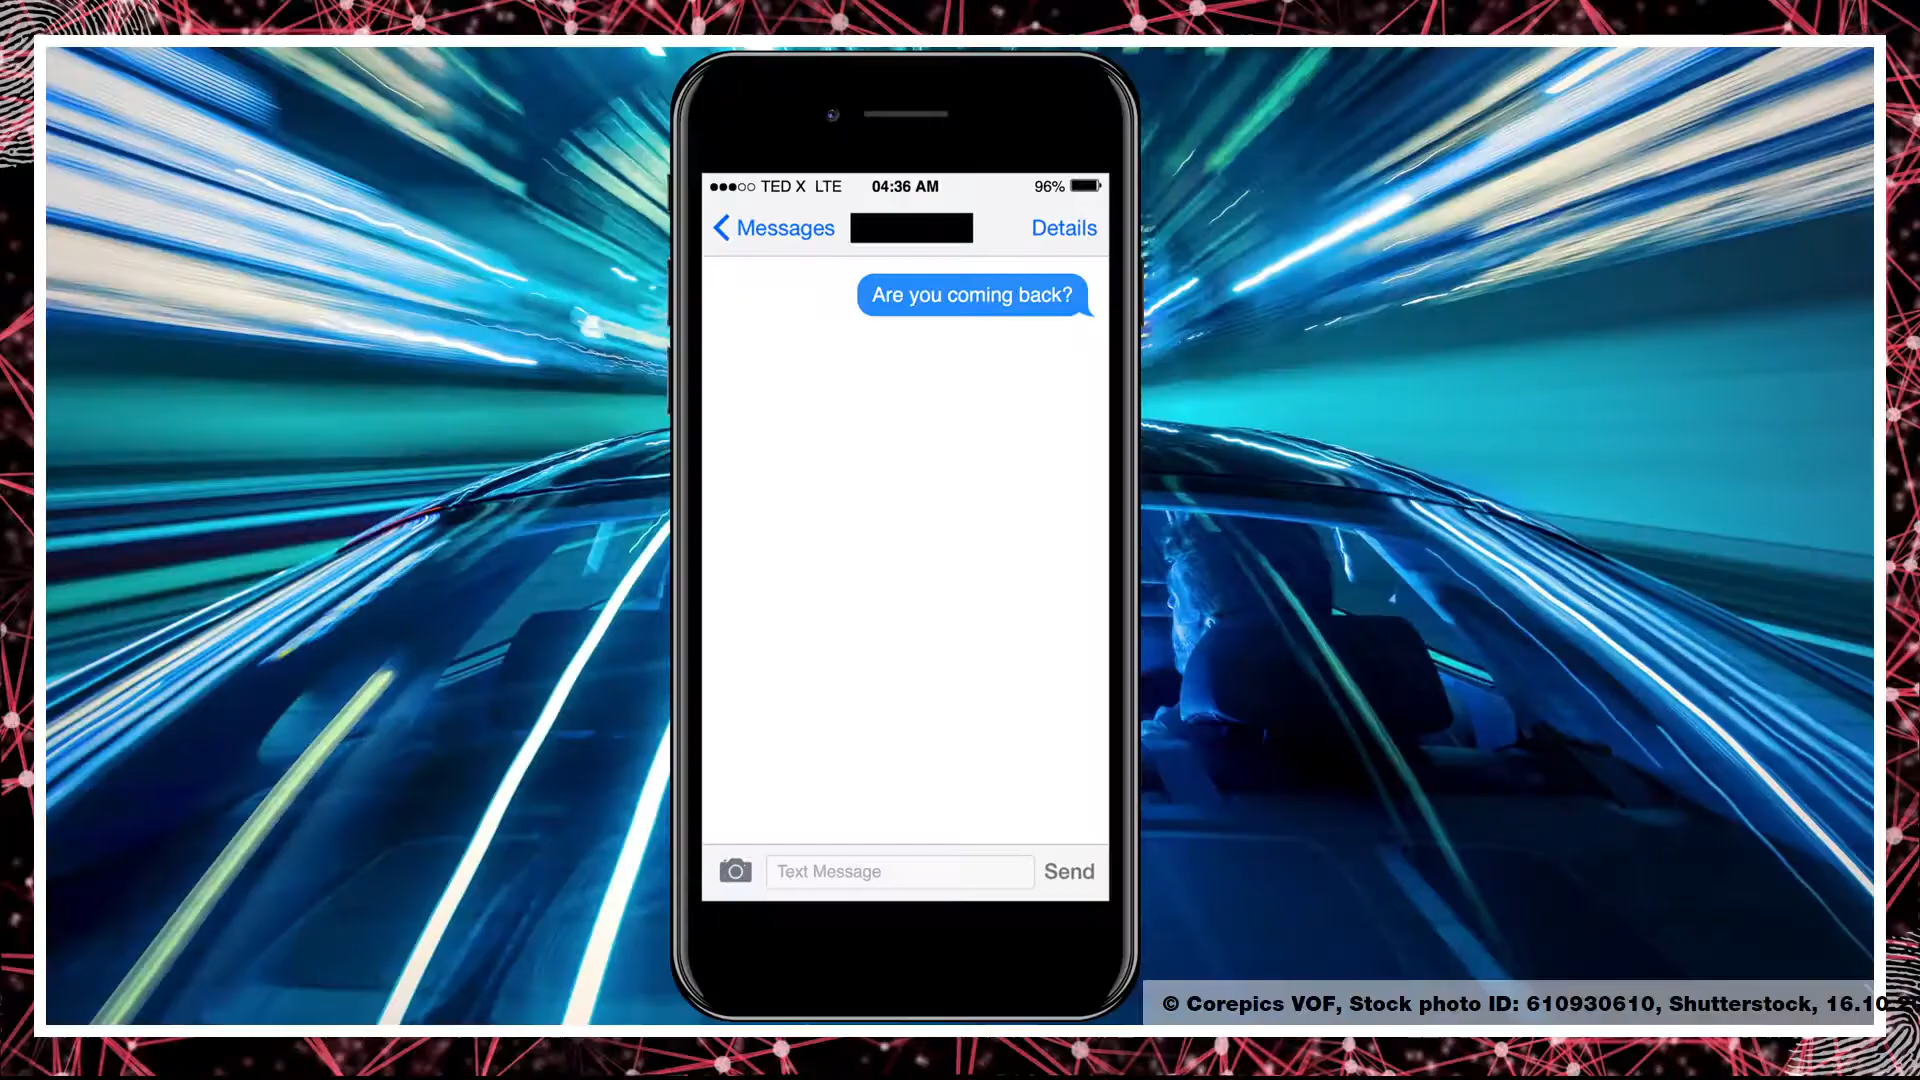 TED X LTE 04:36 AM 96%
Messages Details
Are you coming back?
Text Message Send
© Corepics VOF, Stock photo ID: 610930610, Shutterstock, 16.10